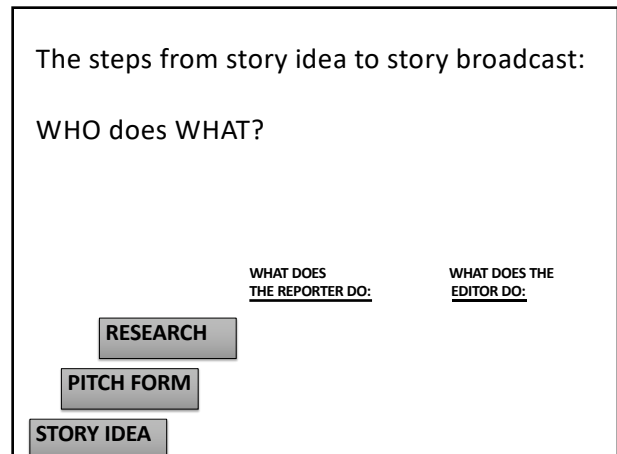 The steps from story idea to story broadcast:
WHO does WHAT?
WHAT DOES
THE REPORTER DO:
WHAT DOES THE
EDITOR DO:
RESEARCH
PITCH FORM
STORY IDEA